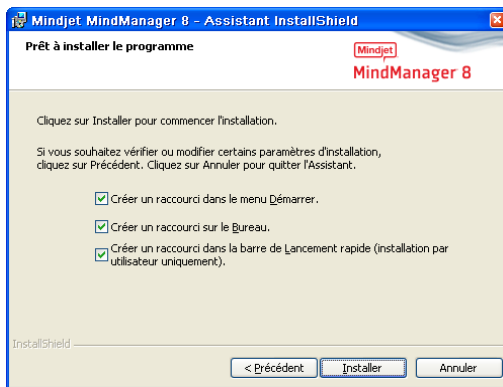 Mindjet MindManager 8 - Assistant InstallShield
Prêt à installer le programme
Mindjet
MindManager 8
Cliquez sur Installer pour commencer l'installation.
Si vous souhaitez vérifier ou modifier certains paramètres d'installation,
cliquez sur Précédent. Cliquez sur Annuler pour quitter l'Assistant.
Créer un raccourci dans le menu Démarrer.
Créer un raccourci sur le Bureau.
Créer un raccourci dans la barre de Lancement rapide (installation par
utilisateur uniquement).
InstallShield
< Précédent
Installer
Annuler